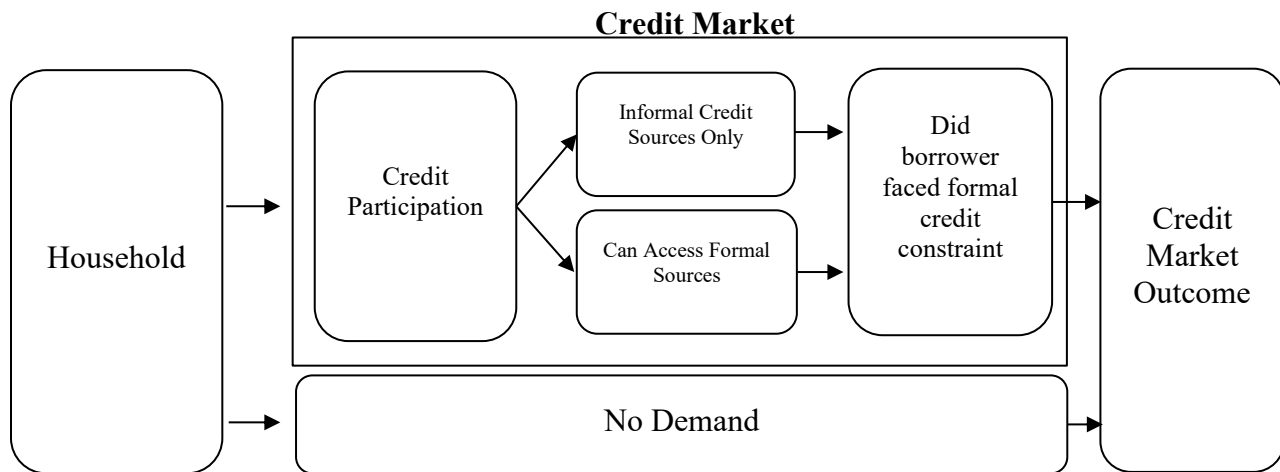 Credit Market
Household
Credit
Participation
Informal Credit
Sources Only
Can Access Formal
Sources
Did
borrower
faced formal
credit
constraint
No Demand
Credit
Market
Outcome